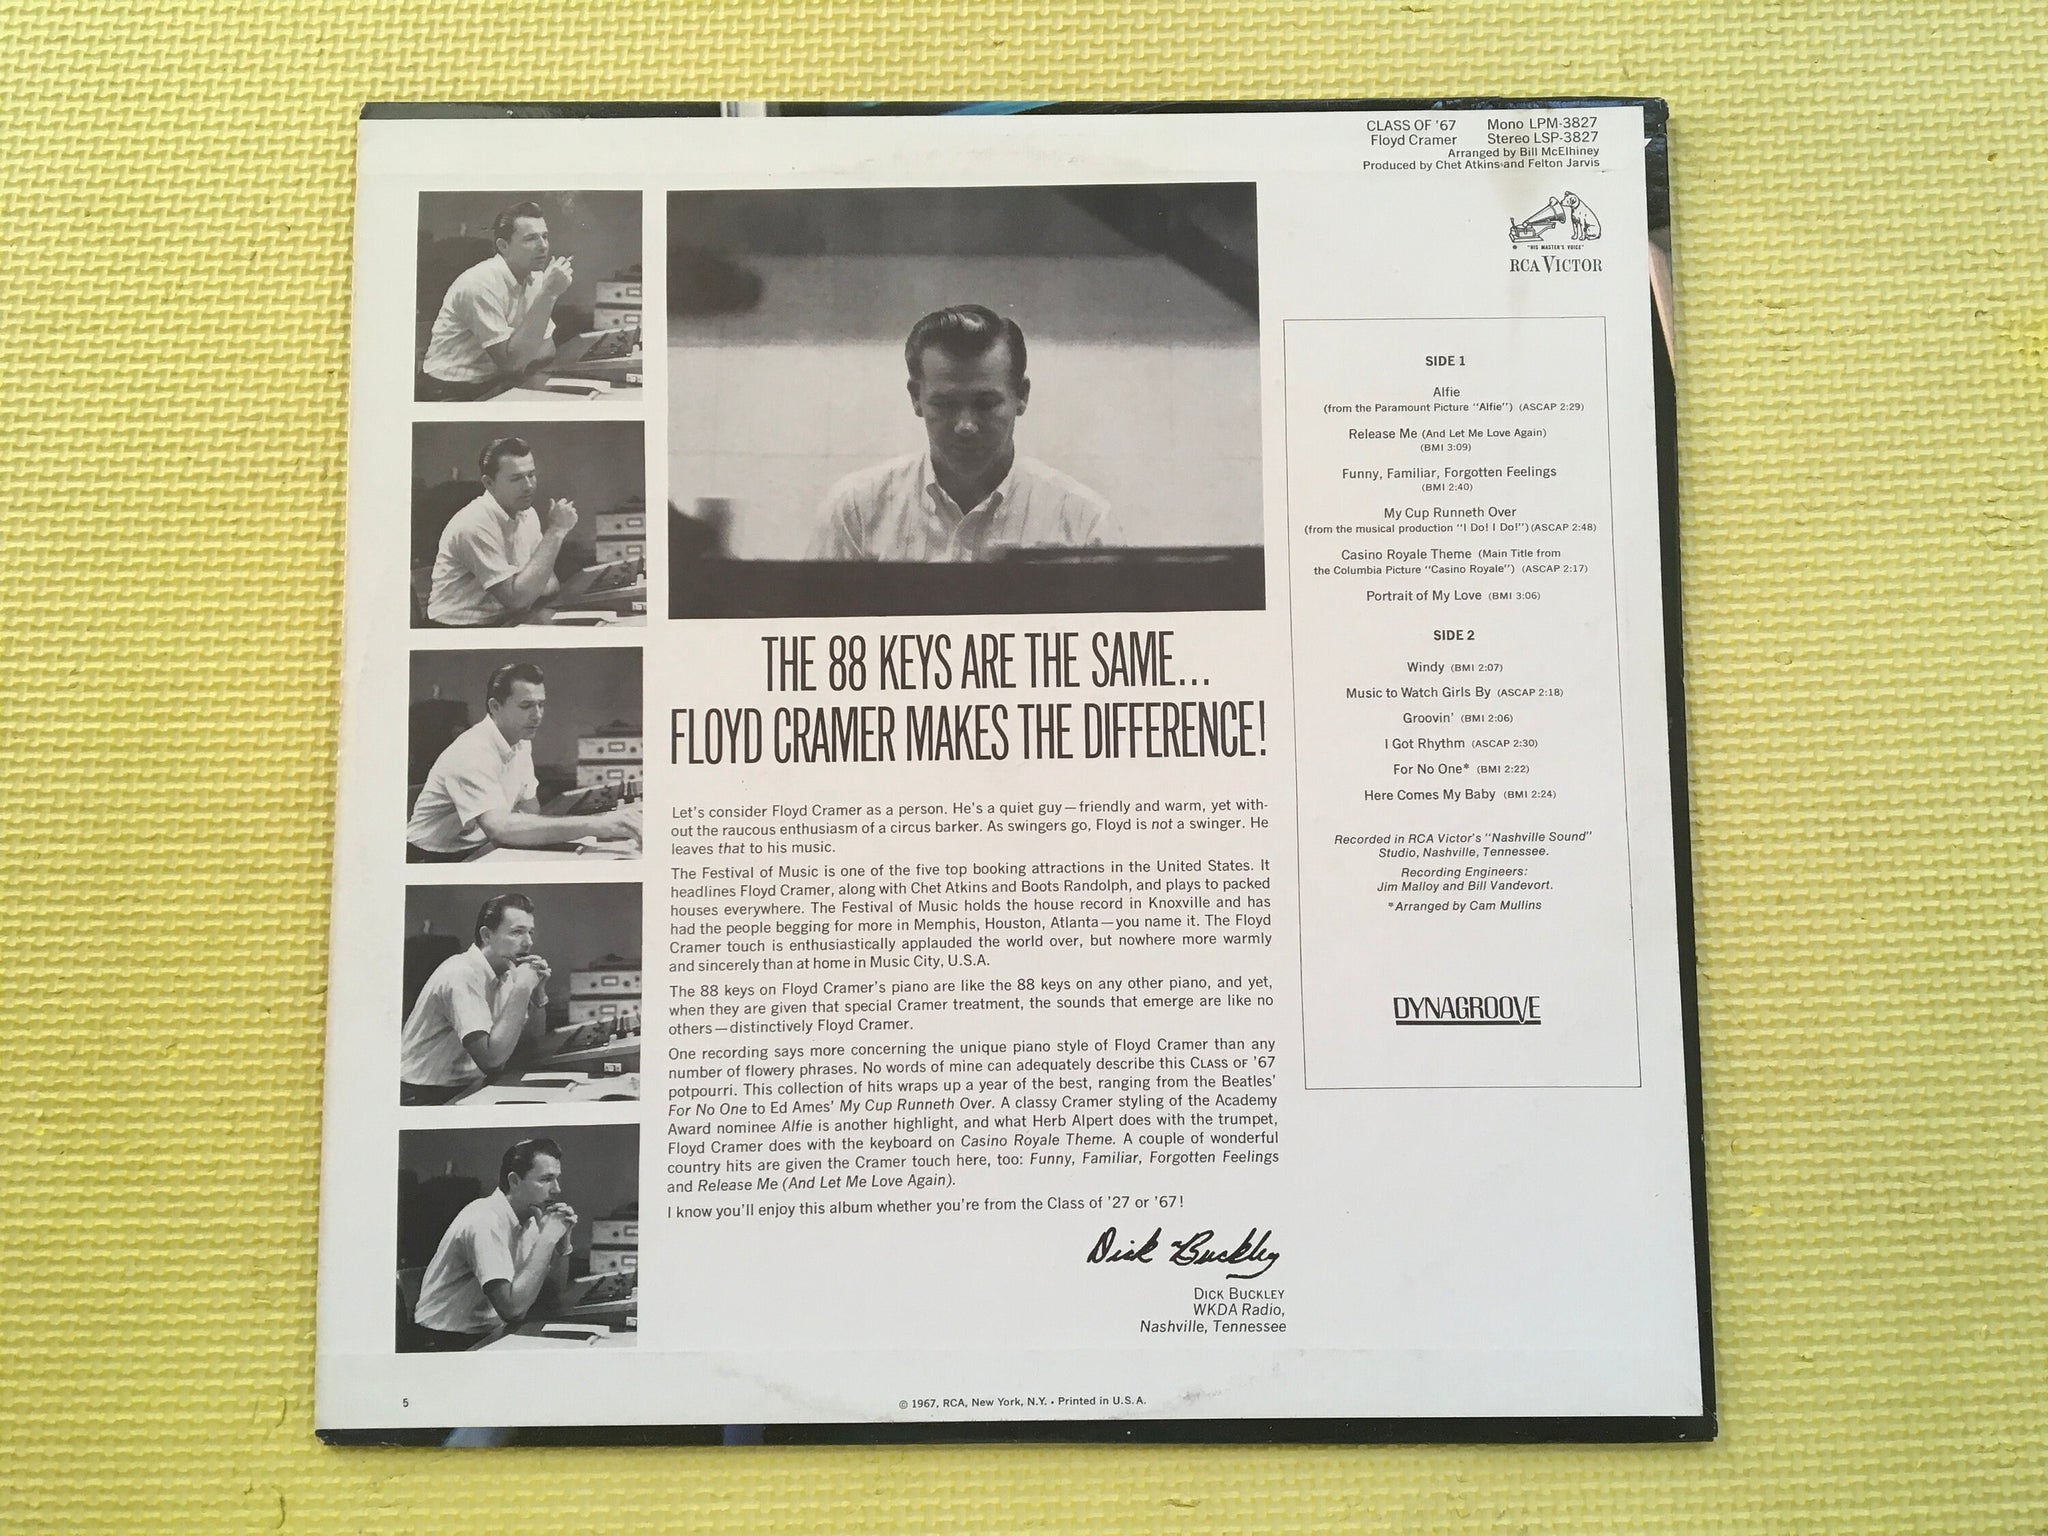 CLASS OF '67 Mono LPM-3827
Floyd Cramer Stereo LSP-3827
Arranged by Bill McElhiney
Produced by Chet Atkins and Felton Jarvis
"HIS MASTER'S VOICE"
RCA VICTOR
THE 88 KEYS ARE THE SAME...
FLOYD CRAMER MAKES THE DIFFERENCE!
Let's consider Floyd Cramer as a person. He's a quiet guy—friendly and warm, yet with-
out the raucous enthusiasm of a circus barker. As swingers go, Floyd is not a swinger. He
leaves that to his music.
The Festival of Music is one of the five top booking attractions in the United States. It
headlines Floyd Cramer, along with Chet Atkins and Boots Randolph, and plays to packed
houses everywhere. The Festival of Music holds the house record in Knoxville and has
had the people begging for more in Memphis, Houston, Atlanta—you name it. The Floyd
Cramer touch is enthusiastically applauded the world over, but nowhere more warmly
and sincerely than at home in Music City, U.S.A.
The 88 keys on Floyd Cramer's piano are like the 88 keys on any other piano, and yet,
when they are given that special Cramer treatment, the sounds that emerge are like no
others—distinctively Floyd Cramer.
One recording says more concerning the unique piano style of Floyd Cramer than any
number of flowery phrases. No words of mine can adequately describe this CLASS OF '67
potpourri. This collection of hits wraps up a year of the best, ranging from the Beatles'
For No One to Ed Ames' My Cup Runneth Over. A classy Cramer styling of the Academy
Award nominee Alfie is another highlight, and what Herb Alpert does with the trumpet,
Floyd Cramer does with the keyboard on Casino Royale Theme. A couple of wonderful
country hits are given the Cramer touch here, too: Funny, Familiar, Forgotten Feelings
and Release Me (And Let Me Love Again).
I know you'll enjoy this album whether you're from the Class of '27 or '67!
Dick Buckley
DICK BUCKLEY
WKDA Radio,
Nashville, Tennessee
SIDE 1
Alfie
(from the Paramount Picture "Alfie") (ASCAP 2:29)
Release Me (And Let Me Love Again)
(BMI 3:09)
Funny, Familiar, Forgotten Feelings
(BMI 2:40)
My Cup Runneth Over
(from the musical production "I Do! I Do!") (ASCAP 2:48)
Casino Royale Theme (Main Title from
the Columbia Picture "Casino Royale") (ASCAP 2:17)
Portrait of My Love (BMI 3:06)
SIDE 2
Windy (BMI 2:07)
Music to Watch Girls By (ASCAP 2:18)
Groovin' (BMI 2:06)
I Got Rhythm (ASCAP 2:30)
For No One* (BMI 2:22)
Here Comes My Baby (BMI 2:24)
Recorded in RCA Victor's "Nashville Sound"
Studio, Nashville, Tennessee.
Recording Engineers:
Jim Malloy and Bill Vandevort.
*Arranged by Cam Mullins
DYNAGROOVE
5
© 1967, RCA, New York, N.Y. • Printed in U.S.A.